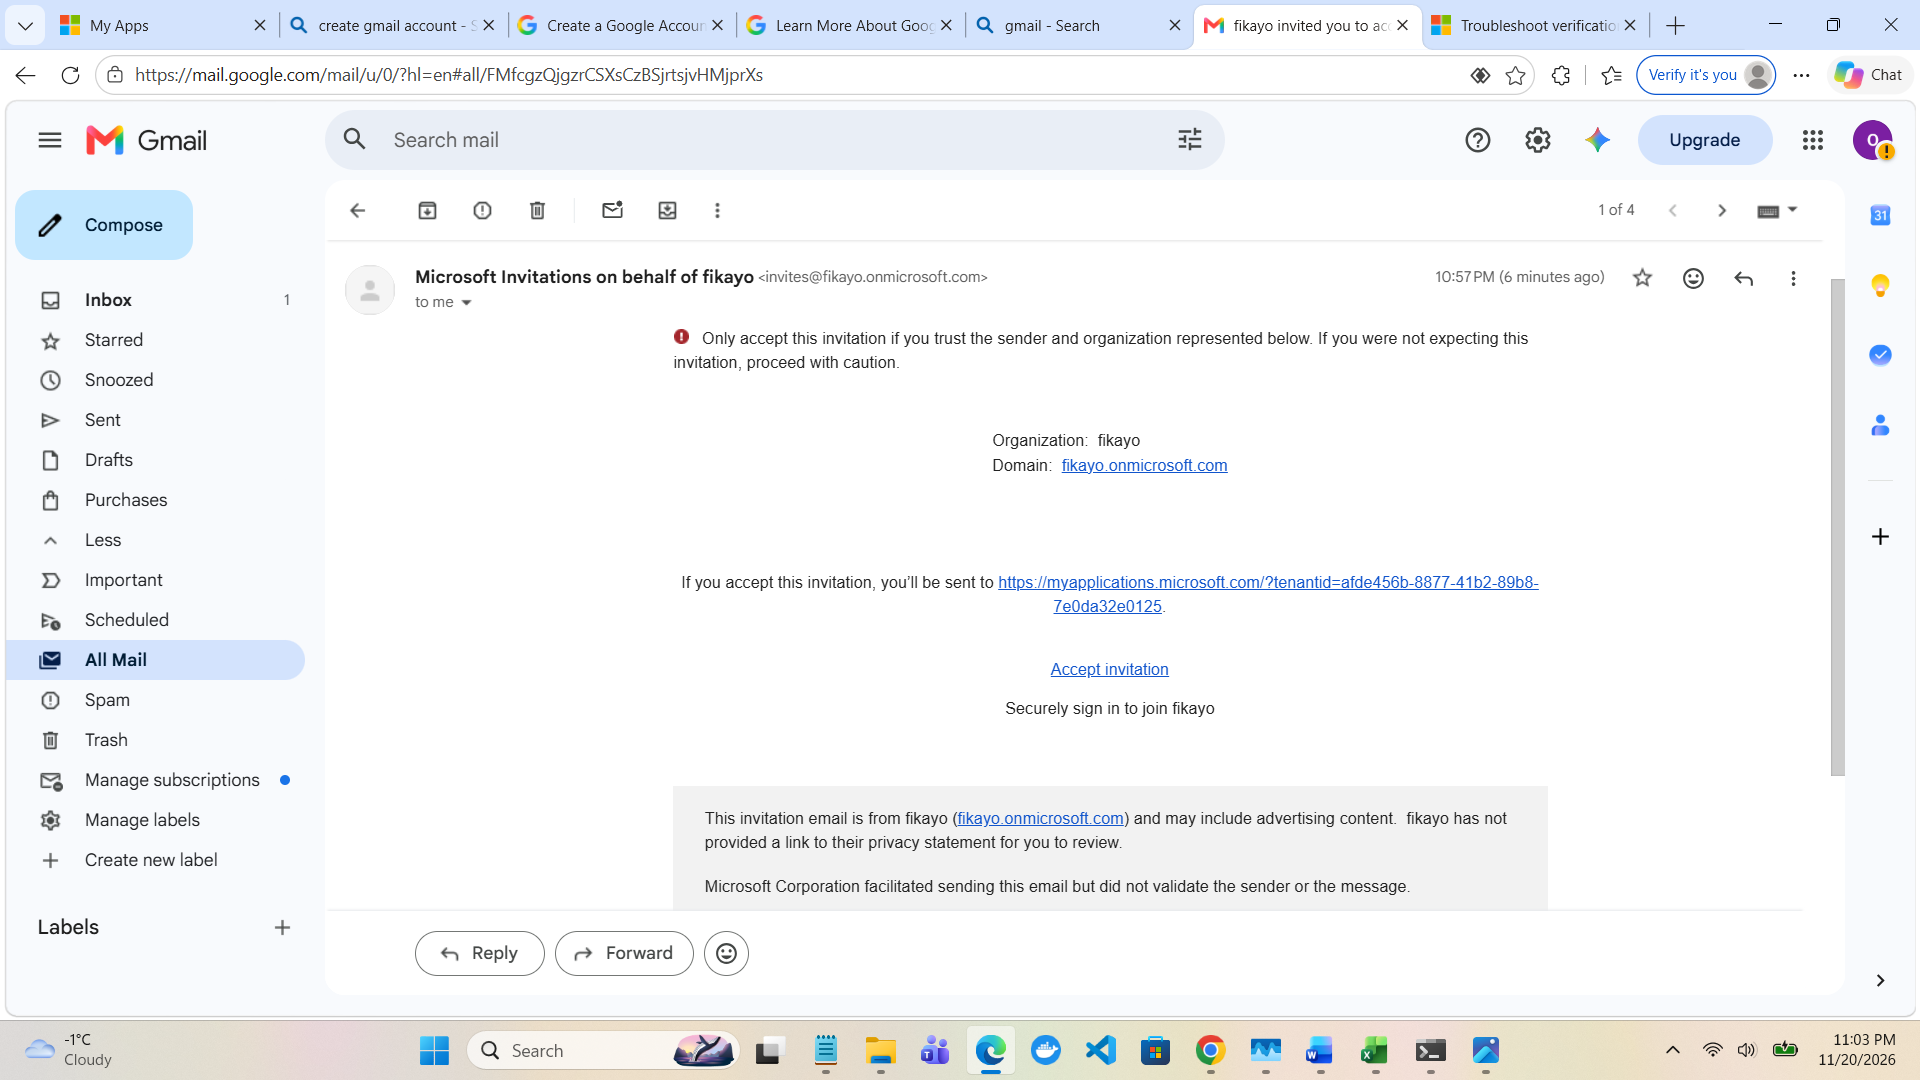 My Apps
create gmail account - S
Create a Google Accoun
Learn More About Goog
gmail - Search
fikayo invited you to acc
Troubleshoot verificatio
https://mail.google.com/mail/u/0/?hl=en#all/FMfcgzQjgzrCSXsCzBSjrtsjvHMjprXs
Verify it's you
Chat
Gmail
Search mail
Upgrade
O
Compose
1 of 4
31
Inbox 1
Starred
Snoozed
Sent
Drafts
Purchases
Less
Important
Scheduled
All Mail
Spam
Trash
Manage subscriptions
Manage labels
Create new label
Labels
Microsoft Invitations on behalf of fikayo <invites@fikayo.onmicrosoft.com>
10:57 PM (6 minutes ago)
to me
Only accept this invitation if you trust the sender and organization represented below. If you were not expecting this
invitation, proceed with caution.
Organization: fikayo
Domain: fikayo.onmicrosoft.com
If you accept this invitation, you’ll be sent to https://myapplications.microsoft.com/?tenantid=afde456b-8877-41b2-89b8-
7e0da32e0125.
Accept invitation
Securely sign in to join fikayo
This invitation email is from fikayo (fikayo.onmicrosoft.com) and may include advertising content. fikayo has not
provided a link to their privacy statement for you to review.
Microsoft Corporation facilitated sending this email but did not validate the sender or the message.
Reply
Forward
-1°C
Cloudy
Search
11:03 PM
11/20/2026